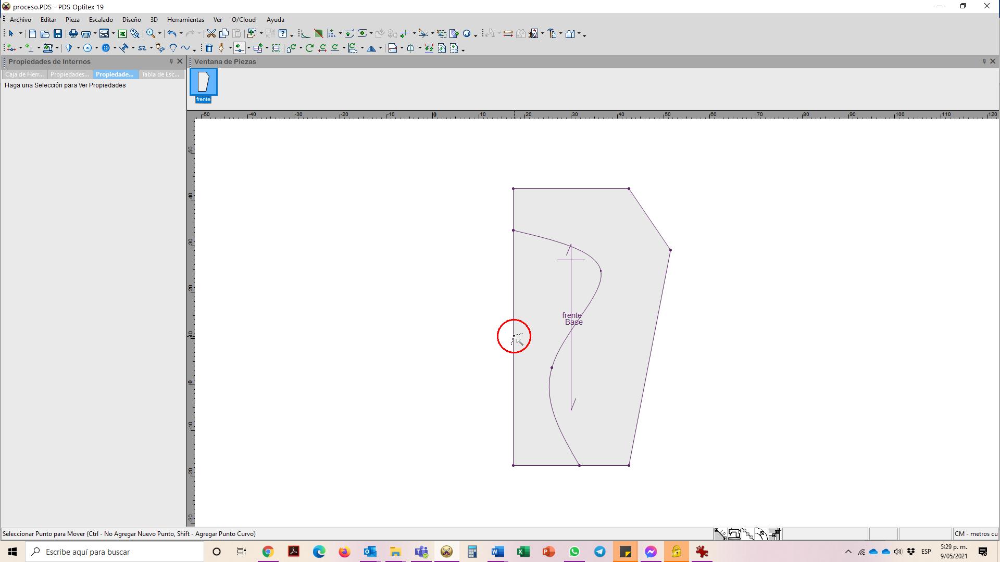 proceso.PDS - PDS Optitex 19
Archivo Editar Pieza Escalado Diseño 3D Herramientas Ver O/Cloud Ayuda
Propiedades de Internos
Ventana de Piezas
Caja de Herr... Propiedades... Propiedade... Tabla de Esc...
Haga una Selección para Ver Propiedades
frente
-50 -40 -30 -20 -10 0 10 20 30 40 50 60 70 80 90 100 110 120
50
40
30
20
10
0
-10
-20
-30
frente
Base
Seleccionar Punto para Mover (Ctrl - No Agregar Nuevo Punto, Shift - Agregar Punto Curvo)
CM - metros cu
Escribe aquí para buscar
ESP
5:29 p. m.
9/05/2021